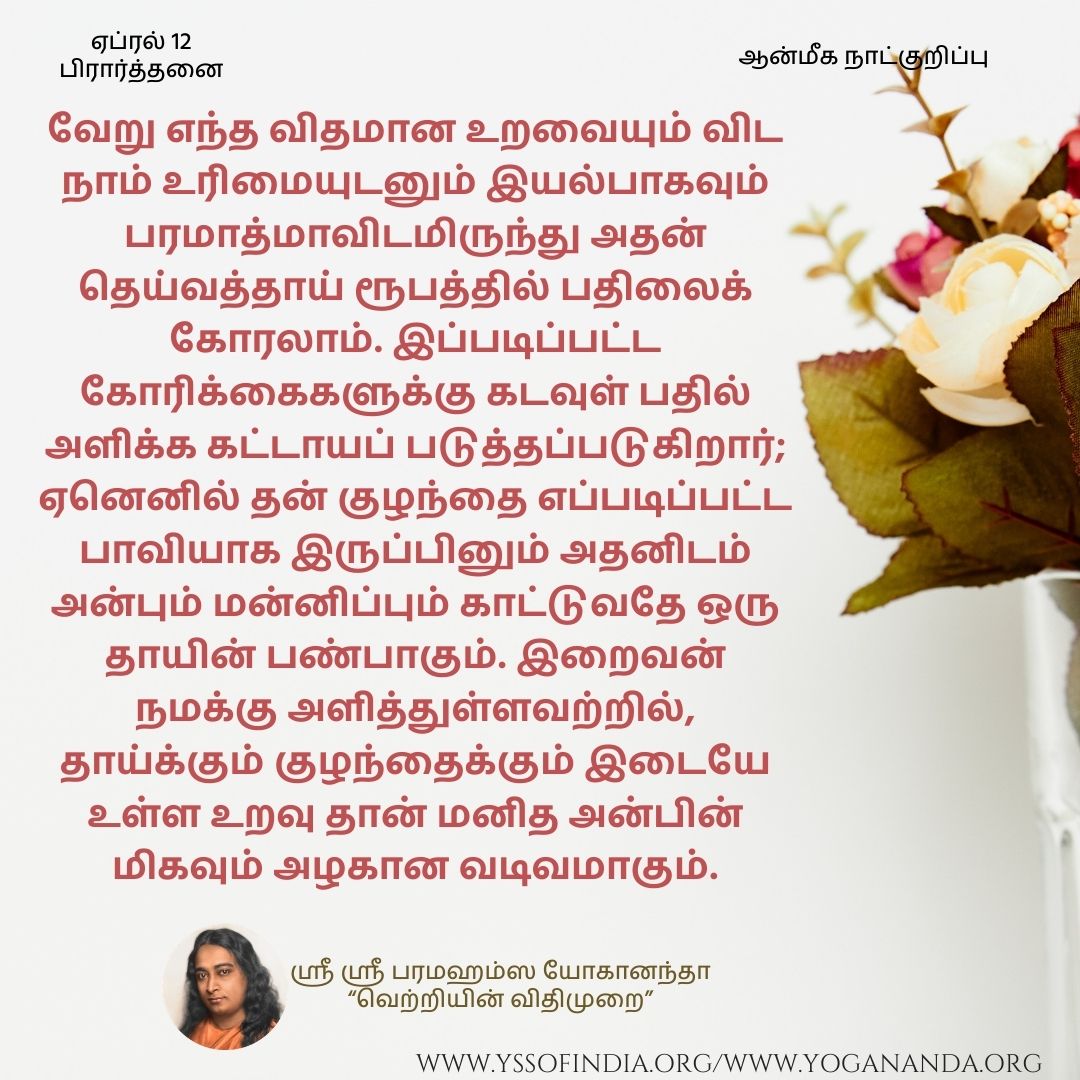 ஏப்ரல் 12
பிரார்த்தனை
ஆன்மீக நாட்குறிப்பு
வேறு எந்த விதமான உறவையும் விட
நாம் உரிமையுடனும் இயல்பாகவும்
பரமாத்மாவிடமிருந்து அதன்
தெய்வத்தாய் ரூபத்தில் பதிலைக்
கோரலாம். இப்படிப்பட்ட
கோரிக்கைகளுக்கு கடவுள் பதில்
அளிக்க கட்டாயப் படுத்தப்படுகிறார்;
ஏனெனில் தன் குழந்தை எப்படிப்பட்ட
பாவியாக இருப்பினும் அதனிடம்
அன்பும் மன்னிப்பும் காட்டுவதே ஒரு
தாயின் பண்பாகும். இறைவன்
நமக்கு அளித்துள்ளவற்றில்,
தாய்க்கும் குழந்தைக்கும் இடையே
உள்ள உறவு தான் மனித அன்பின்
மிகவும் அழகான வடிவமாகும்.
ஸ்ரீ ஸ்ரீ பரமஹம்ஸ யோகானந்தா
“வெற்றியின் விதிமுறை”
WWW.YSSOFINDIA.ORG/WWW.YOGANANDA.ORG